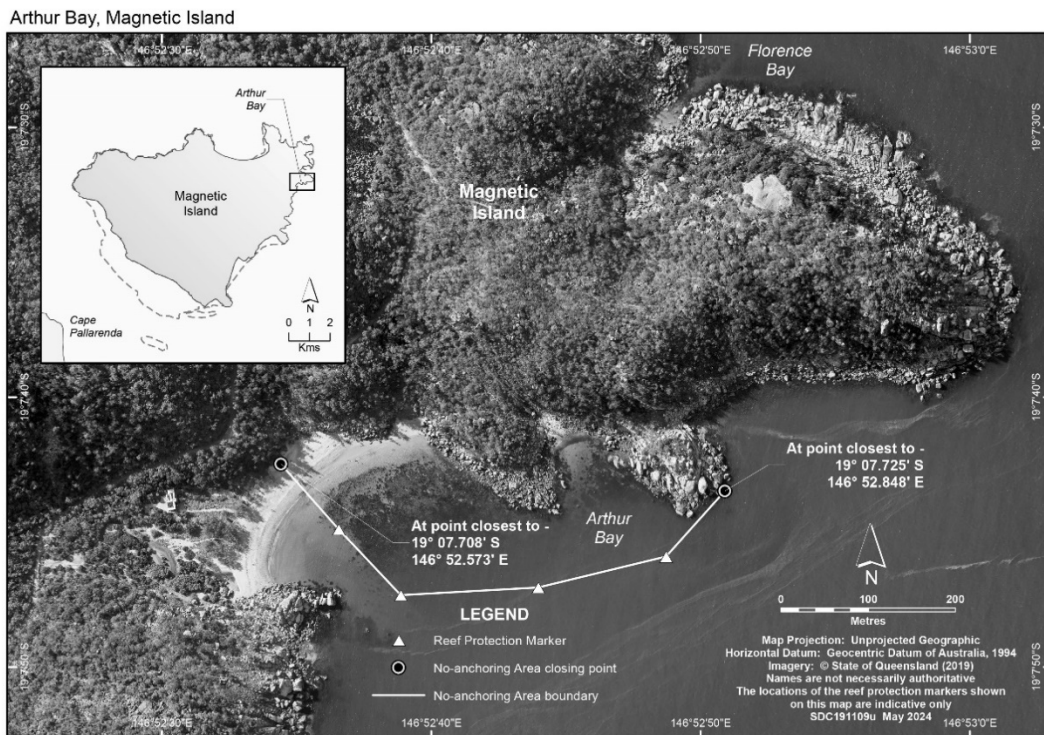 Arthur Bay, Magnetic Island
146°52'30"E
146°52'40"E
146°52'50"E
146°53'0"E
Florence
Bay
Arthur
Bay
Magnetic
Island
Cape
Pallarenda
N
0 1 2
Kms
19°7'30"S
19°7'30"S
Magnetic
Island
19°7'40"S
19°7'40"S
At point closest to -
19° 07.725' S
146° 52.848' E
At point closest to -
19° 07.708' S
146° 52.573' E
Arthur
Bay
N
0 100 200
Metres
LEGEND
Reef Protection Marker
No-anchoring Area closing point
No-anchoring Area boundary
Map Projection: Unprojected Geographic
Horizontal Datum: Geocentric Datum of Australia, 1994
Imagery: © State of Queensland (2019)
Names are not necessarily authoritative
The locations of the reef protection markers shown
on this map are indicative only
SDC191109u May 2024
19°7'50"S
19°7'50"S
146°52'30"E
146°52'40"E
146°52'50"E
146°53'0"E